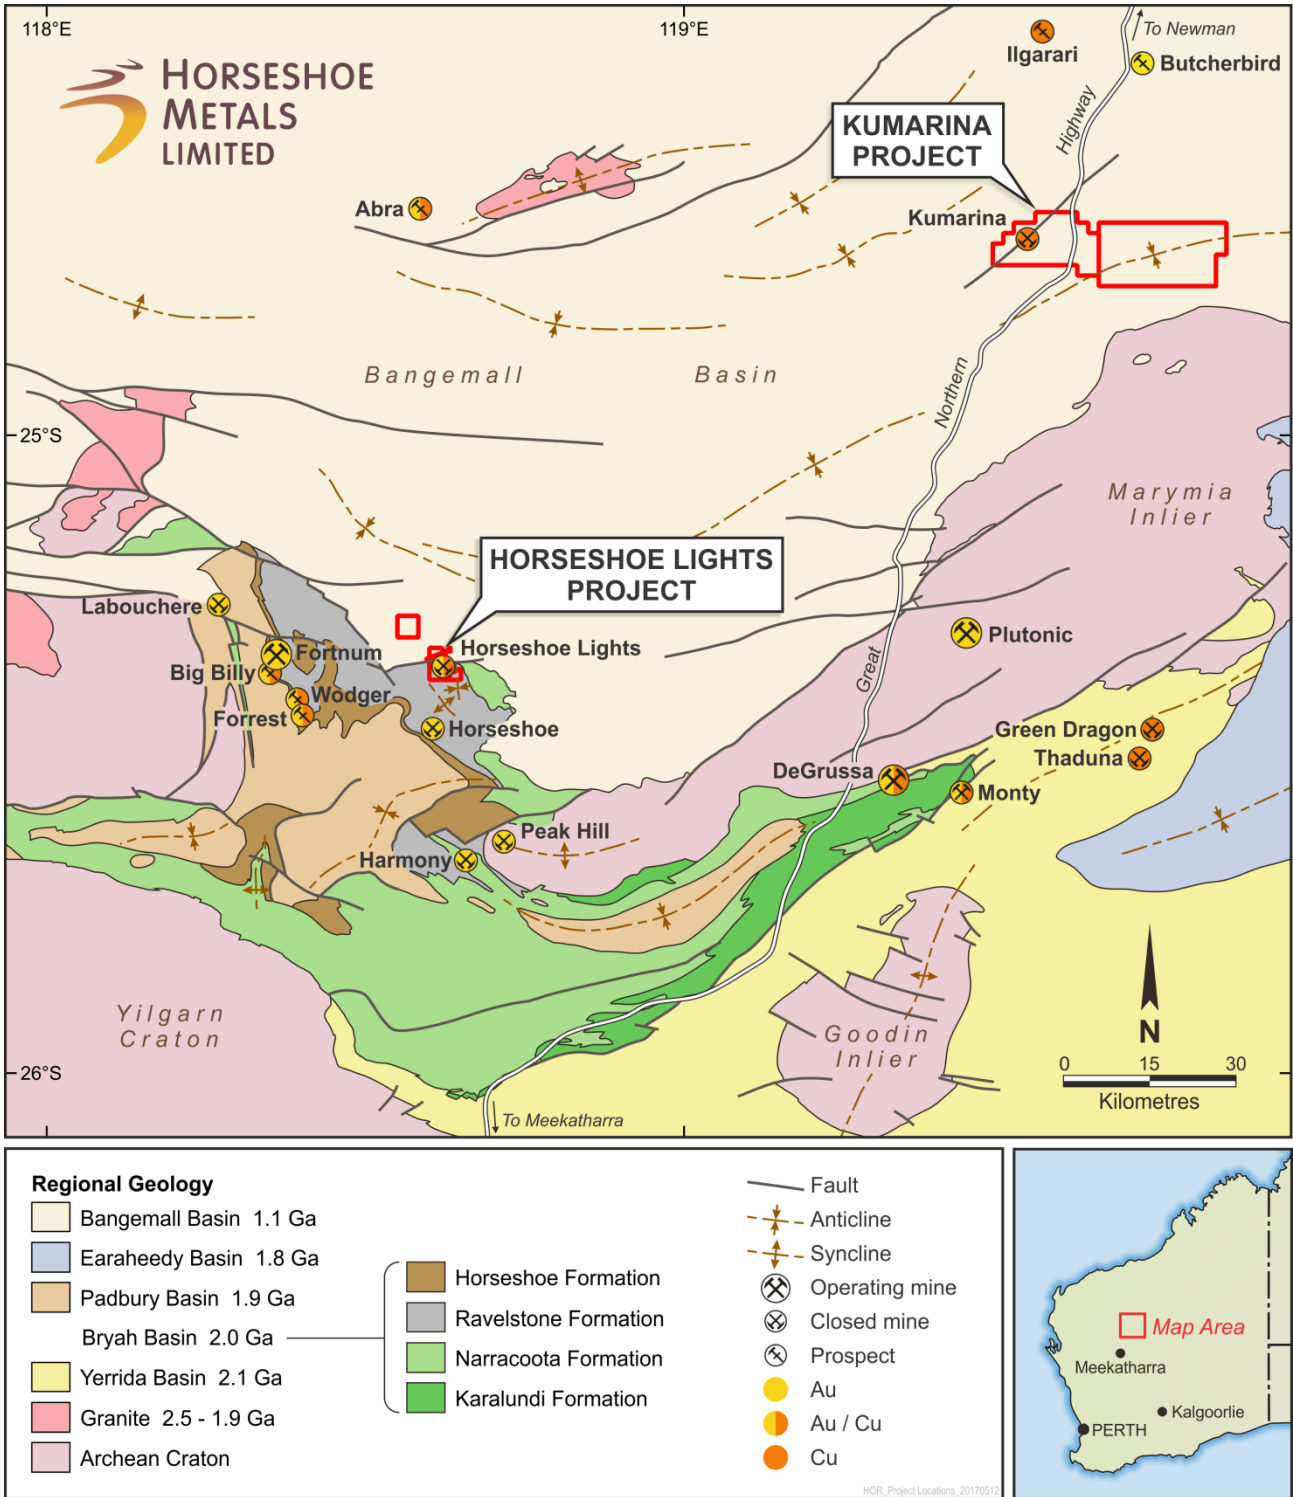 118°E
119°E
To Newman
HORSESHOE
METALS
LIMITED
Ilgarari
Butcherbird
Highway
KUMARINA
PROJECT
Abra
Kumarina
Bangemall Basin
Northern
25°S
Marymia
Inlier
HORSESHOE LIGHTS
PROJECT
Labouchere
Fortnum
Horseshoe Lights
Plutonic
Big Billy
Wodger
Great
Forrest
Horseshoe
Green Dragon
Thaduna
DeGrussa
Monty
Peak Hill
Harmony
Yilgarn
Craton
Goodin
Inlier
N
26°S
0 15 30
Kilometres
To Meekatharra
Regional Geology
Bangemall Basin 1.1 Ga
Earaheedy Basin 1.8 Ga
Padbury Basin 1.9 Ga
Bryah Basin 2.0 Ga
Yerrida Basin 2.1 Ga
Granite 2.5 - 1.9 Ga
Archean Craton
Horseshoe Formation
Ravelstone Formation
Narracoota Formation
Karalundi Formation
Fault
Anticline
Syncline
Operating mine
Closed mine
Prospect
Au
Au / Cu
Cu
HOR_Project Locations_20170512
Map Area
Meekatharra
Kalgoorlie
PERTH